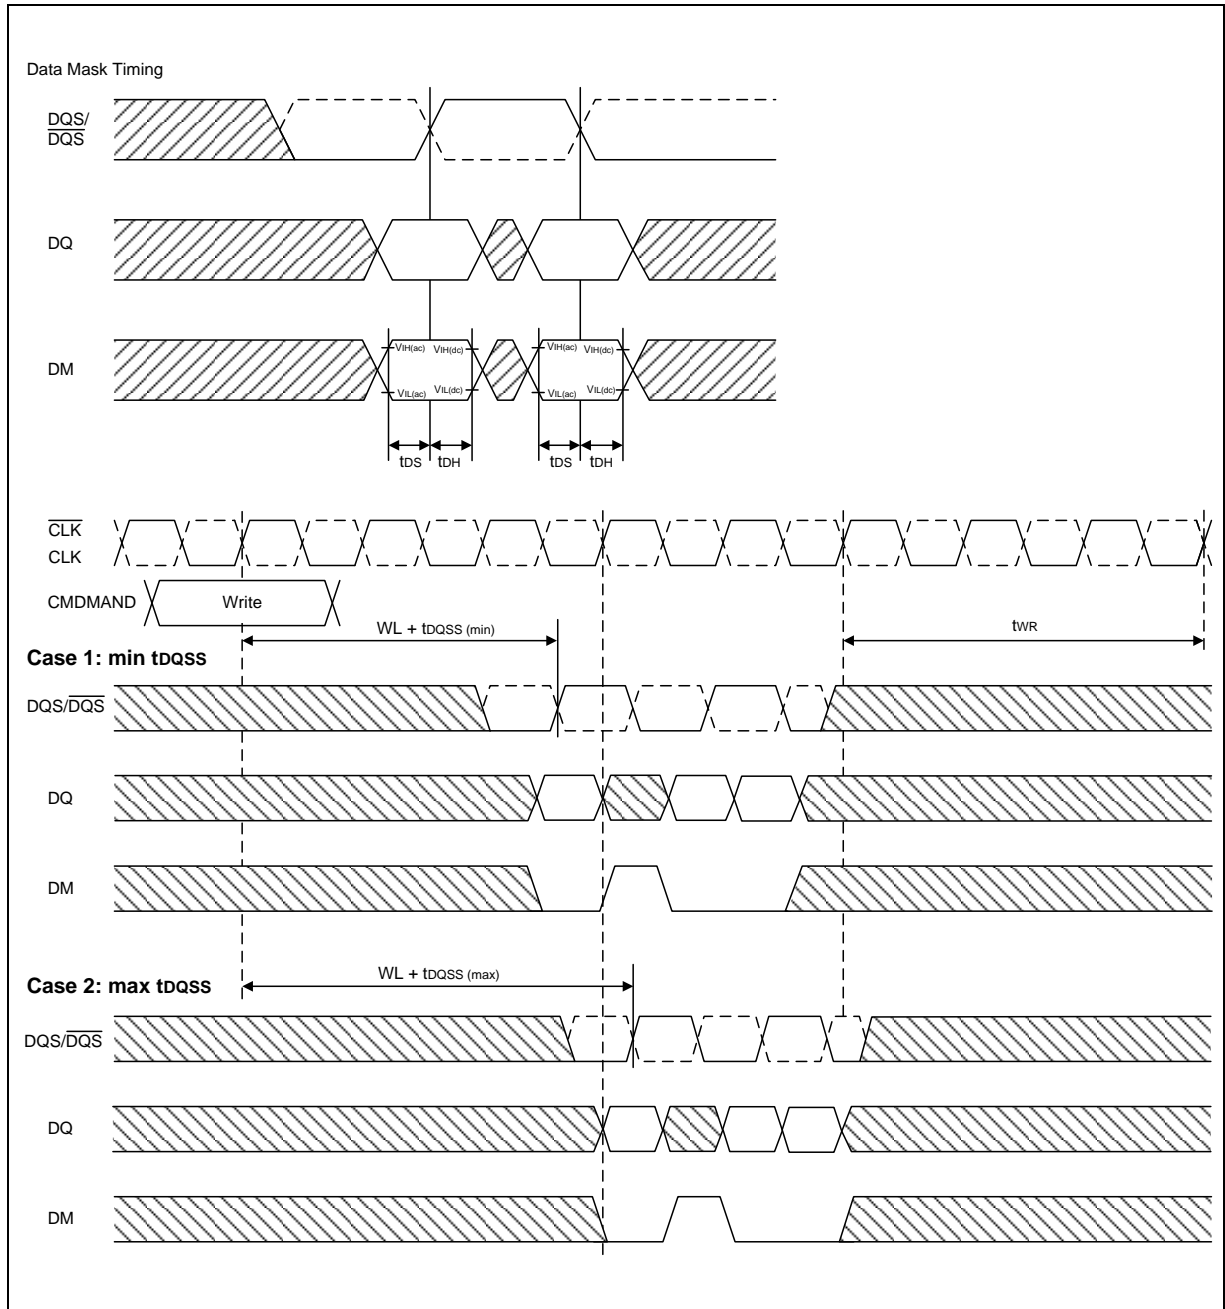 Data Mask Timing
DQS/
DQS
DQ
DM
VIH(ac) VIH(dc) VIH(ac) VIH(dc)
VIL(ac) VIL(dc) VIL(ac) VIL(dc)
tDS tDH tDS tDH
CLK
CLK
CMDMAND Write
WL + tDQSS (min) tWR
Case 1: min tDQSS
DQS/DQS
DQ
DM
WL + tDQSS (max)
Case 2: max tDQSS
DQS/DQS
DQ
DM